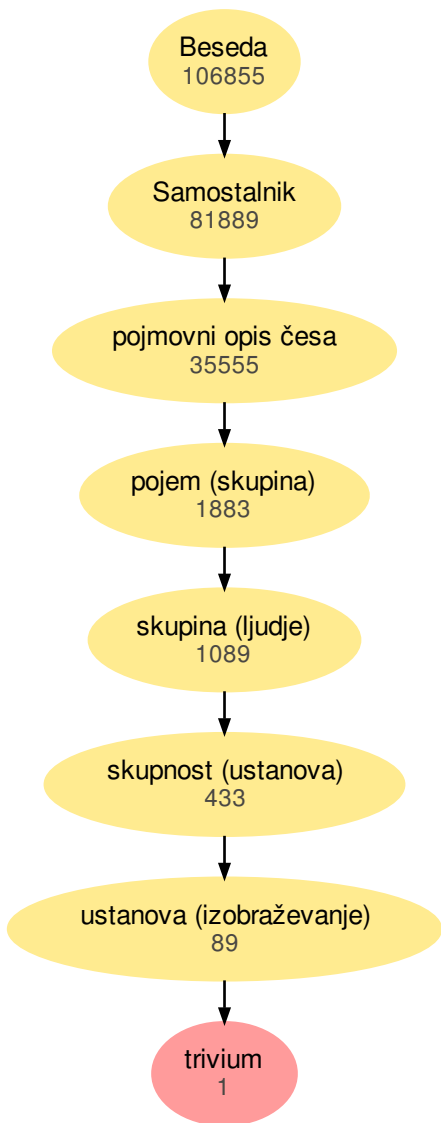 Beseda
106855
Samostalnik
81889
pojmovni opis česa
35555
pojem (skupina)
1883
skupina (ljudje)
1089
skupnost (ustanova)
433
ustanova (izobraževanje)
89
trivium
1